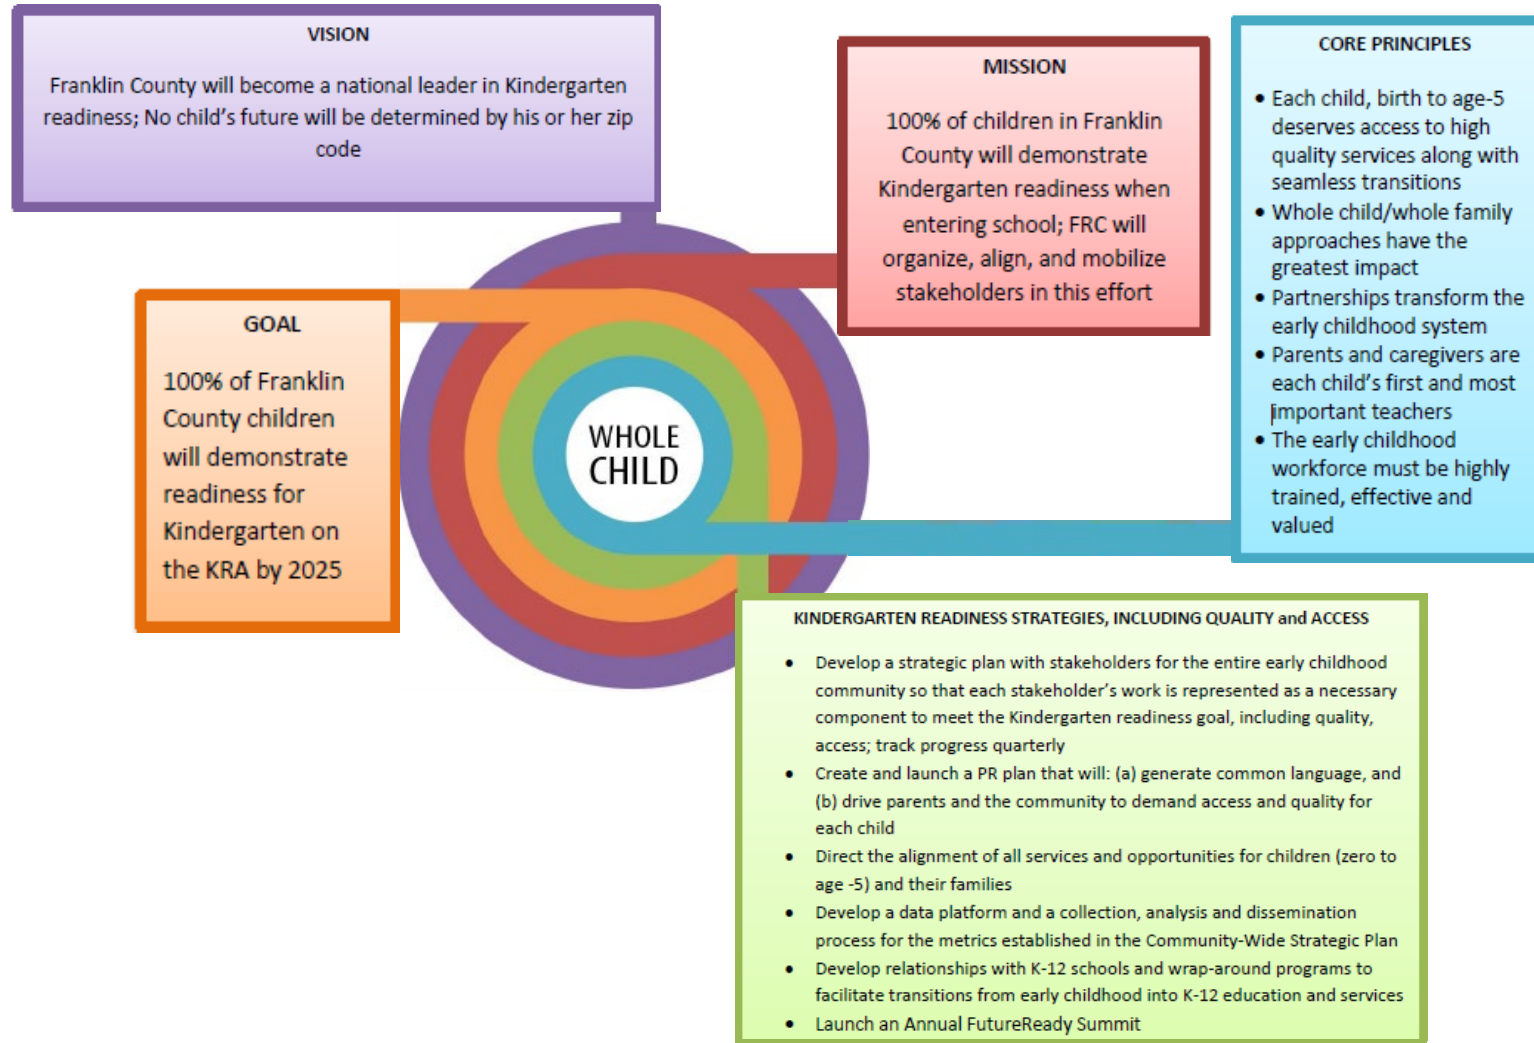 VISION
Franklin County will become a national leader in Kindergarten
readiness; No child's future will be determined by his or her zip
code
MISSION
100% of children in Franklin
County will demonstrate
Kindergarten readiness when
entering school; FRC will
organize, align, and mobilize
stakeholders in this effort
CORE PRINCIPLES
• Each child, birth to age-5
deserves access to high
quality services along with
seamless transitions
• Whole child/whole family
approaches have the
greatest impact
• Partnerships transform the
early childhood system
• Parents and caregivers are
each child's first and most
important teachers
• The early childhood
workforce must be highly
trained, effective and
valued
GOAL
100% of Franklin
County children
will demonstrate
readiness for
Kindergarten on
the KRA by 2025
WHOLE
CHILD
KINDERGARTEN READINESS STRATEGIES, INCLUDING QUALITY and ACCESS
• Develop a strategic plan with stakeholders for the entire early childhood
community so that each stakeholder's work is represented as a necessary
component to meet the Kindergarten readiness goal, including quality,
access; track progress quarterly
• Create and launch a PR plan that will: (a) generate common language, and
(b) drive parents and the community to demand access and quality for
each child
• Direct the alignment of all services and opportunities for children (zero to
age -5) and their families
• Develop a data platform and a collection, analysis and dissemination
process for the metrics established in the Community-Wide Strategic Plan
• Develop relationships with K-12 schools and wrap-around programs to
facilitate transitions from early childhood into K-12 education and services
• Launch an Annual FutureReady Summit